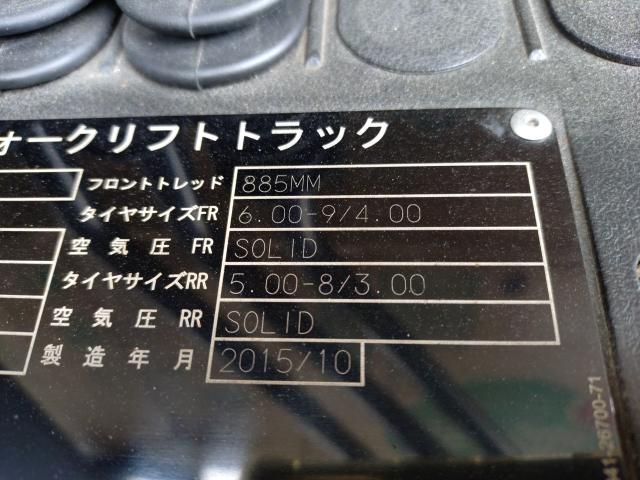 ォークリフトトラック
フロントトレッド 885MM
タイヤサイズFR 6.00-9/4.00
空気圧 FR SOLID
タイヤサイズRR 5.00-8/3.00
空気圧 RR SOLID
製造年月 2015/10